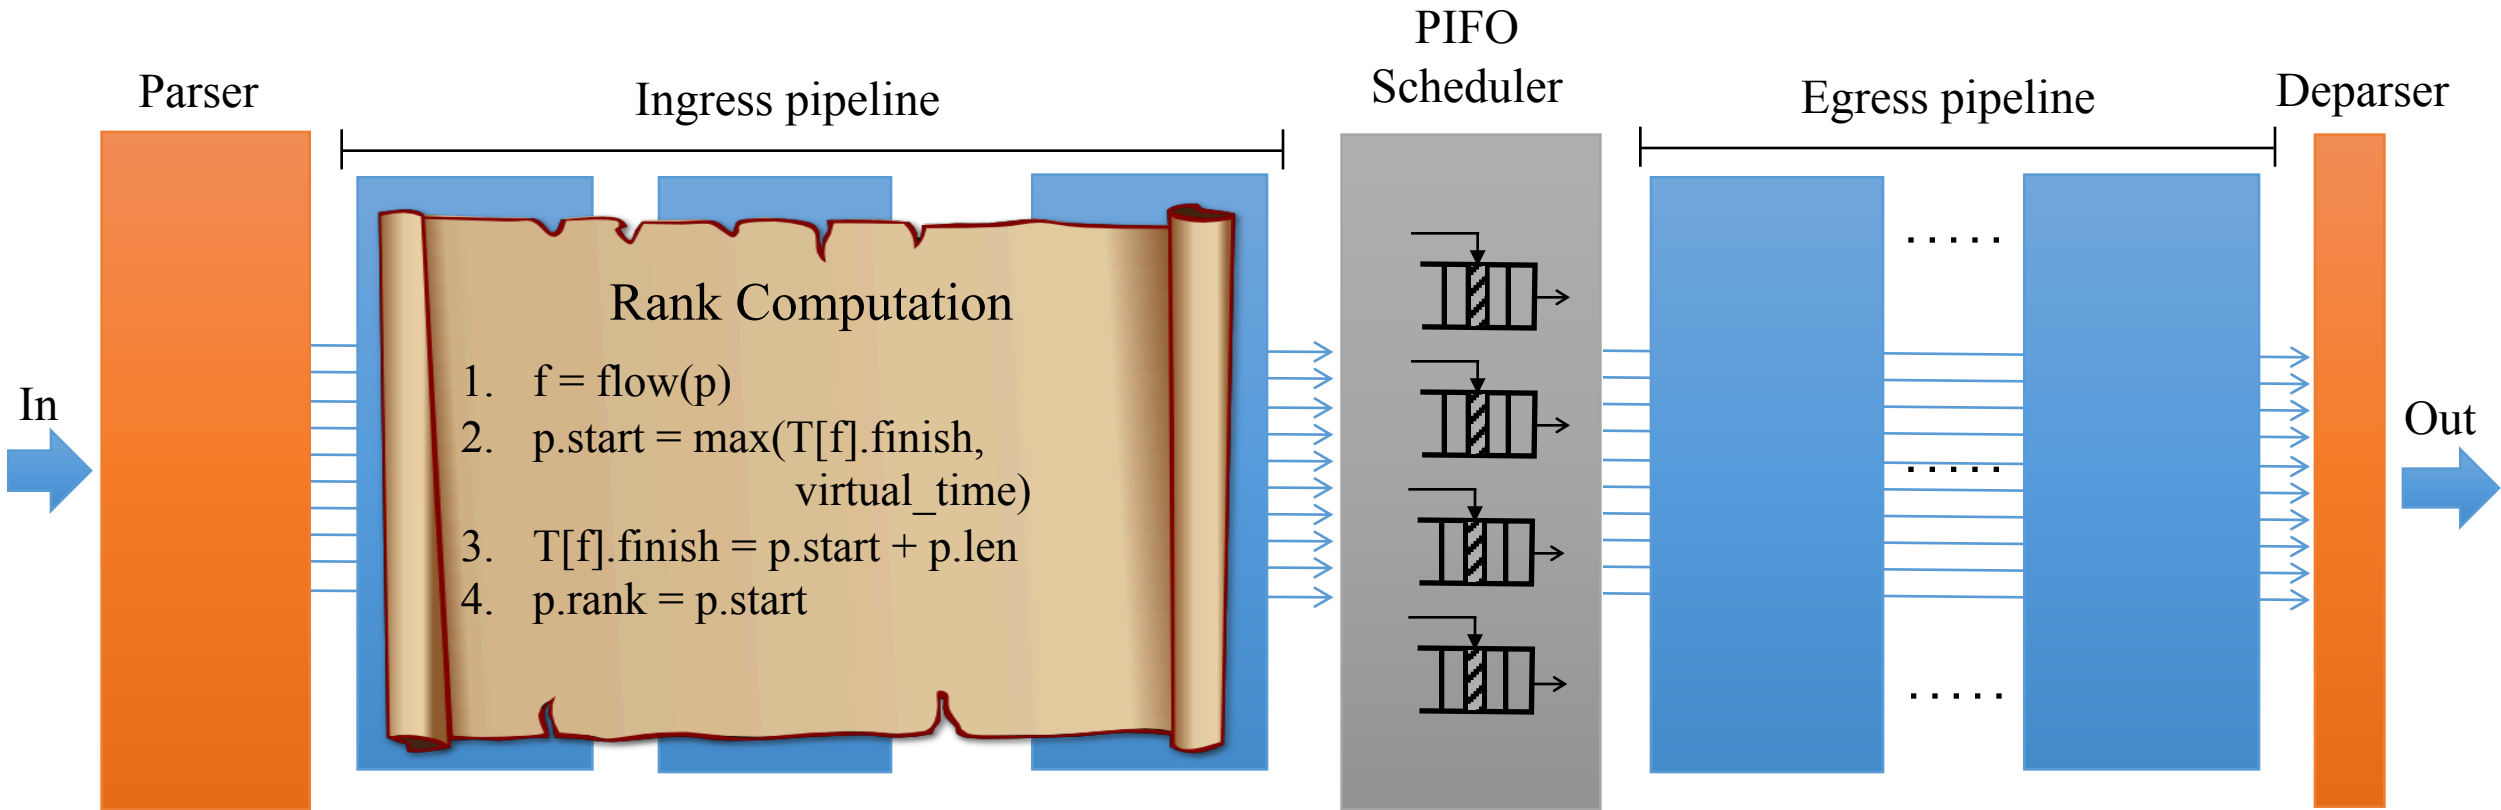 Parser
Ingress pipeline
PIFO
Scheduler
Egress pipeline
Deparser
In
Rank Computation
1. f = flow(p)
2. p.start = max(T[f].finish,
virtual_time)
3. T[f].finish = p.start + p.len
4. p.rank = p.start
Out